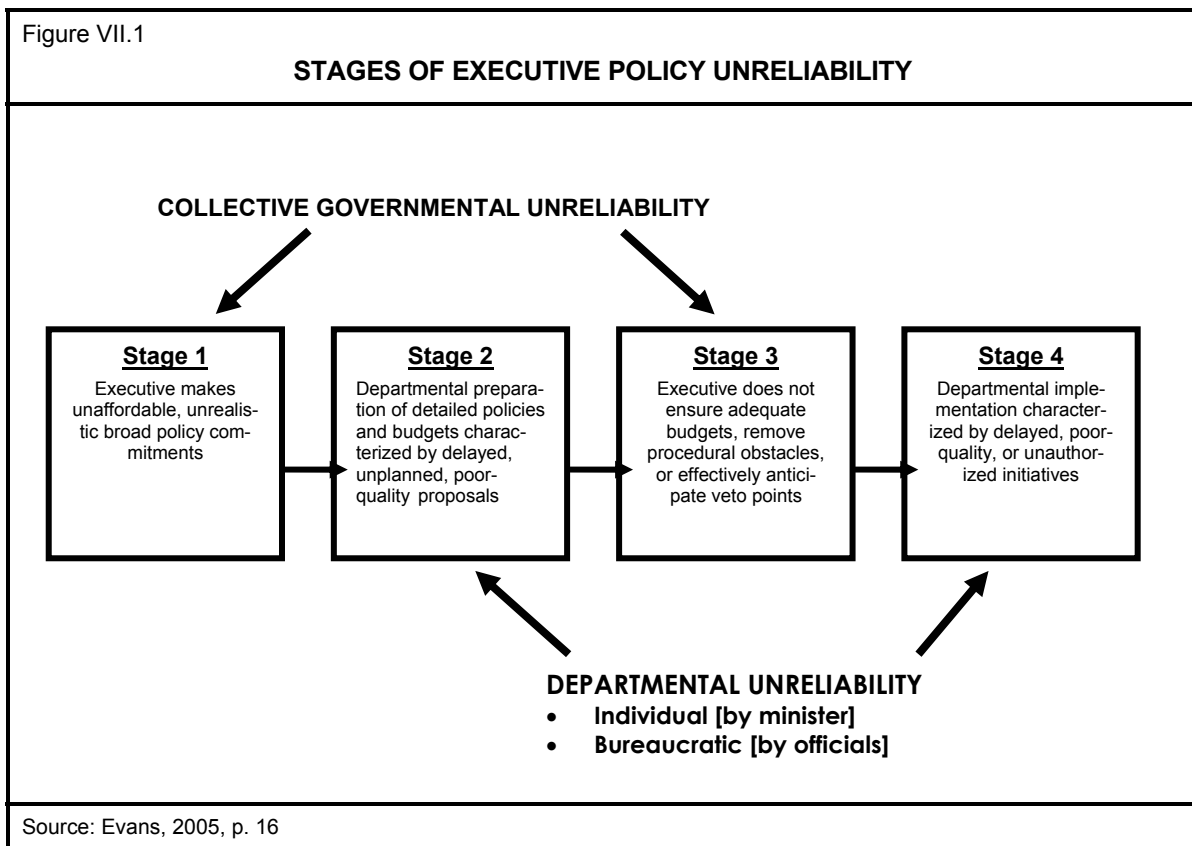 Figure VII.1
STAGES OF EXECUTIVE POLICY UNRELIABILITY
COLLECTIVE GOVERNMENTAL UNRELIABILITY
Stage 1
Executive makes
unaffordable, unrealis-
tic broad policy com-
mitments
Stage 2
Departmental prepara-
tion of detailed policies
and budgets charac-
terized by delayed,
unplanned, poor-
quality proposals
Stage 3
Executive does not
ensure adequate
budgets, remove
procedural obstacles,
or effectively antici-
pate veto points
Stage 4
Departmental imple-
mentation character-
ized by delayed, poor-
quality, or unauthor-
ized initiatives
DEPARTMENTAL UNRELIABILITY
• Individual [by minister]
• Bureaucratic [by officials]
Source: Evans, 2005, p. 16